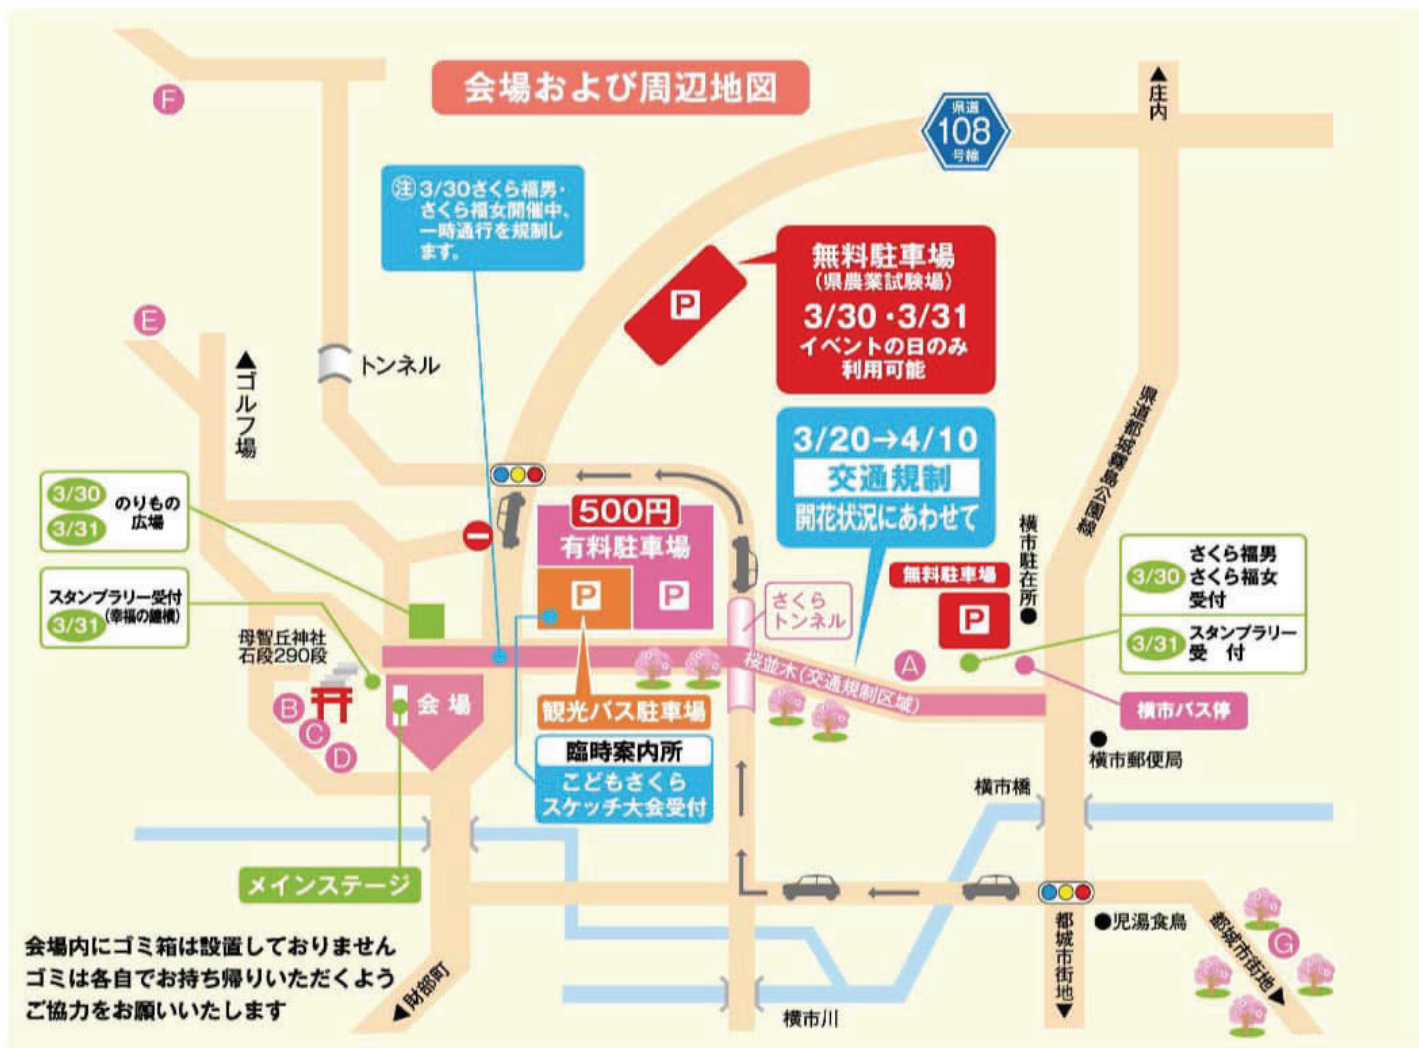 会場および周辺地図
F
県道
108
号線
▲庄内
注 3/30さくら福男・
さくら福女開催中、
一時通行を規制し
ます。
P
無料駐車場
（県農業試験場）
3/30・3/31
イベントの日のみ
利用可能
E
▲ゴルフ場
トンネル
3/20→4/10
交通規制
開花状況にあわせて
県道都城霧島公園線
3/30
3/31
のりもの
広場
500円
有料駐車場
P
P
横市駐在所
無料駐車場
P
さくら
トンネル
3/30
さくら福男
さくら福女
受付
3/31
スタンプラリー
受 付
スタンプラリー受付
3/31
(幸福の鐘横)
母智丘神社
石段290段
A
桜並木(交通規制区域)
横市バス停
B
C
D
会場
観光バス駐車場
臨時案内所
こどもさくら
スケッチ大会受付
横市郵便局
横市橋
メインステージ
児湯食鳥
都城市街地▼
都城市街地▶
G
会場内にゴミ箱は設置しておりません
ゴミは各自でお持ち帰りいただくよう
ご協力をお願いいたします
▲財部町
横市川